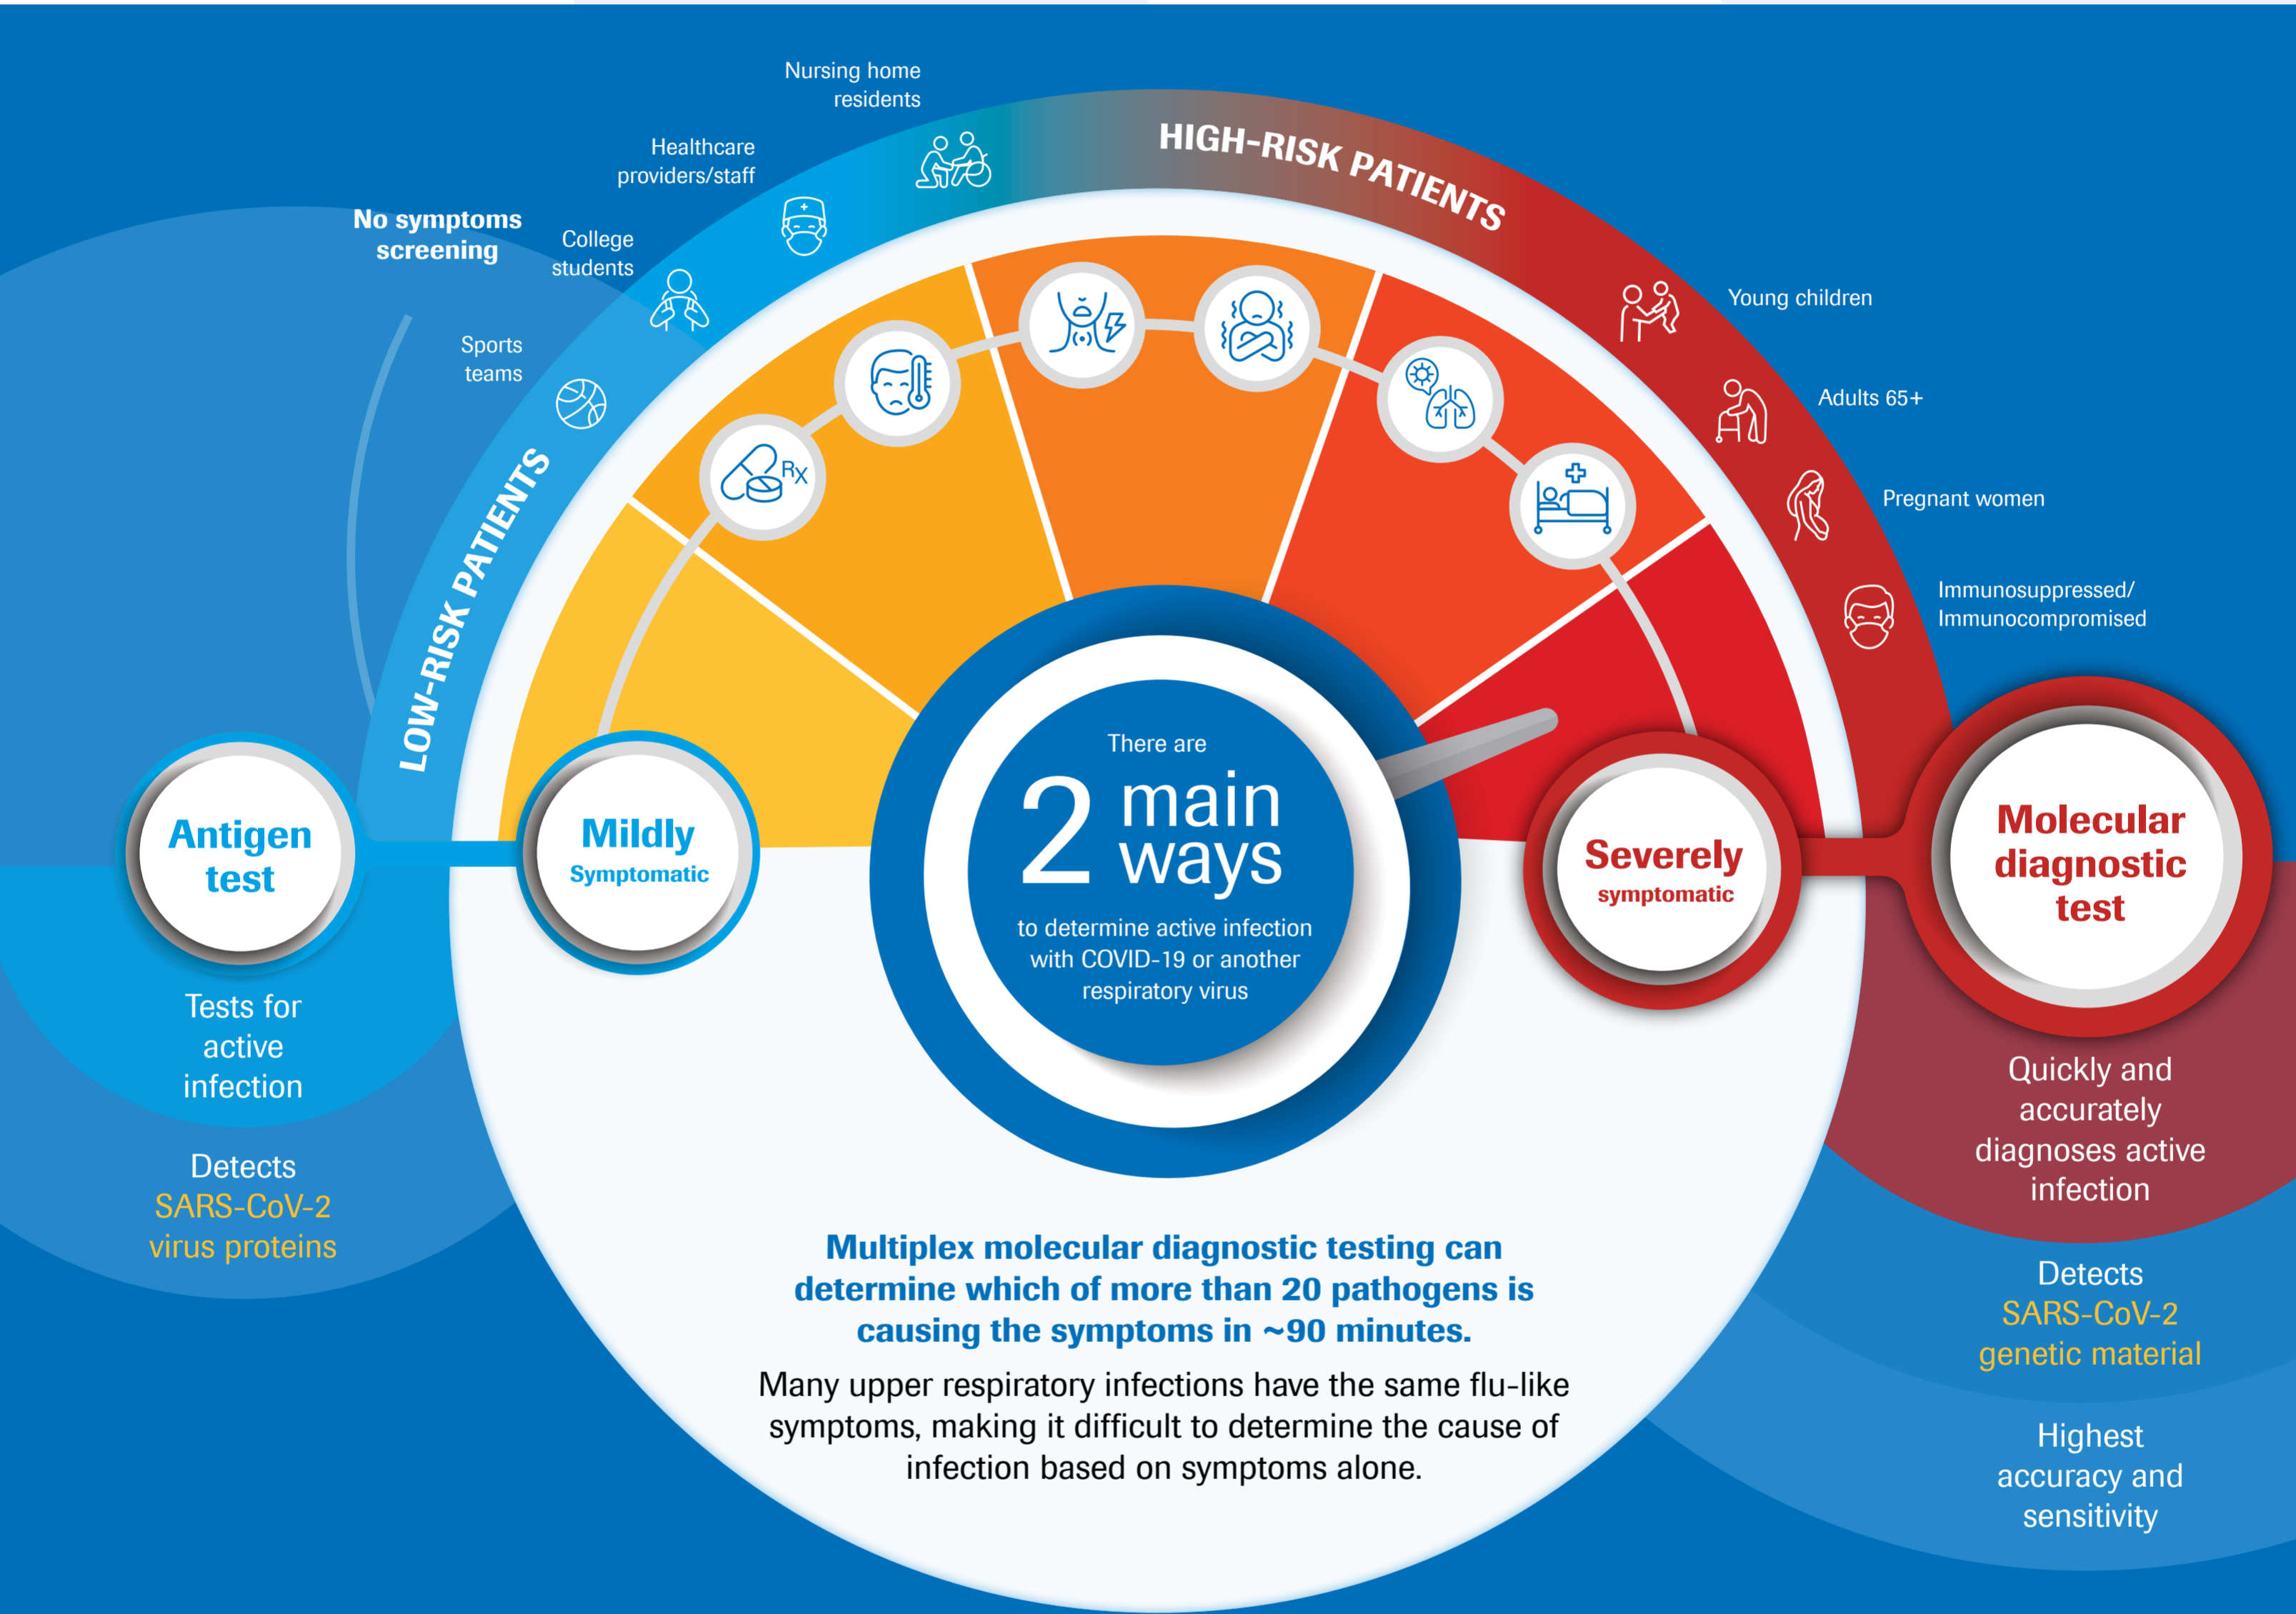 Nursing home
residents
Healthcare
providers/staff
No symptoms
screening
College
students
Sports
teams
LOW-RISK PATIENTS
HIGH-RISK PATIENTS
Young children
Adults 65+
Pregnant women
Immunosuppressed/
Immunocompromised
Rx
Antigen
test
Tests for
active
infection
Detects
SARS-CoV-2
virus proteins
Mildly
Symptomatic
There are
2 main
ways
to determine active infection
with COVID-19 or another
respiratory virus
Severely
symptomatic
Molecular
diagnostic
test
Quickly and
accurately
diagnoses active
infection
Detects
SARS-CoV-2
genetic material
Highest
accuracy and
sensitivity
Multiplex molecular diagnostic testing can
determine which of more than 20 pathogens is
causing the symptoms in ~90 minutes.
Many upper respiratory infections have the same flu-like
symptoms, making it difficult to determine the cause of
infection based on symptoms alone.